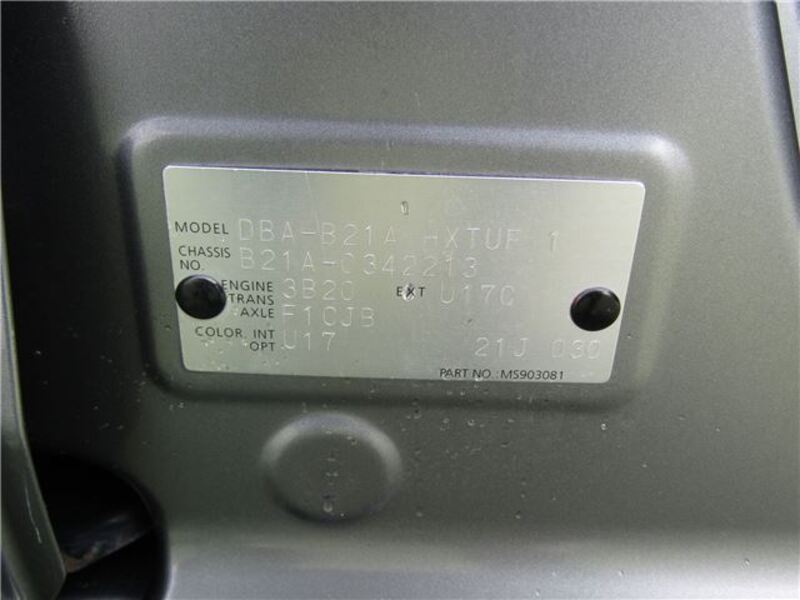 MODEL DBA-B21A HXTUF 1
CHASSIS NO. B21A-0342213
ENGINE 3B20 EXT U17
TRANS AXLE F1CJB
COLOR, INT OPT U17 21J 030
PART NO.:MS903081